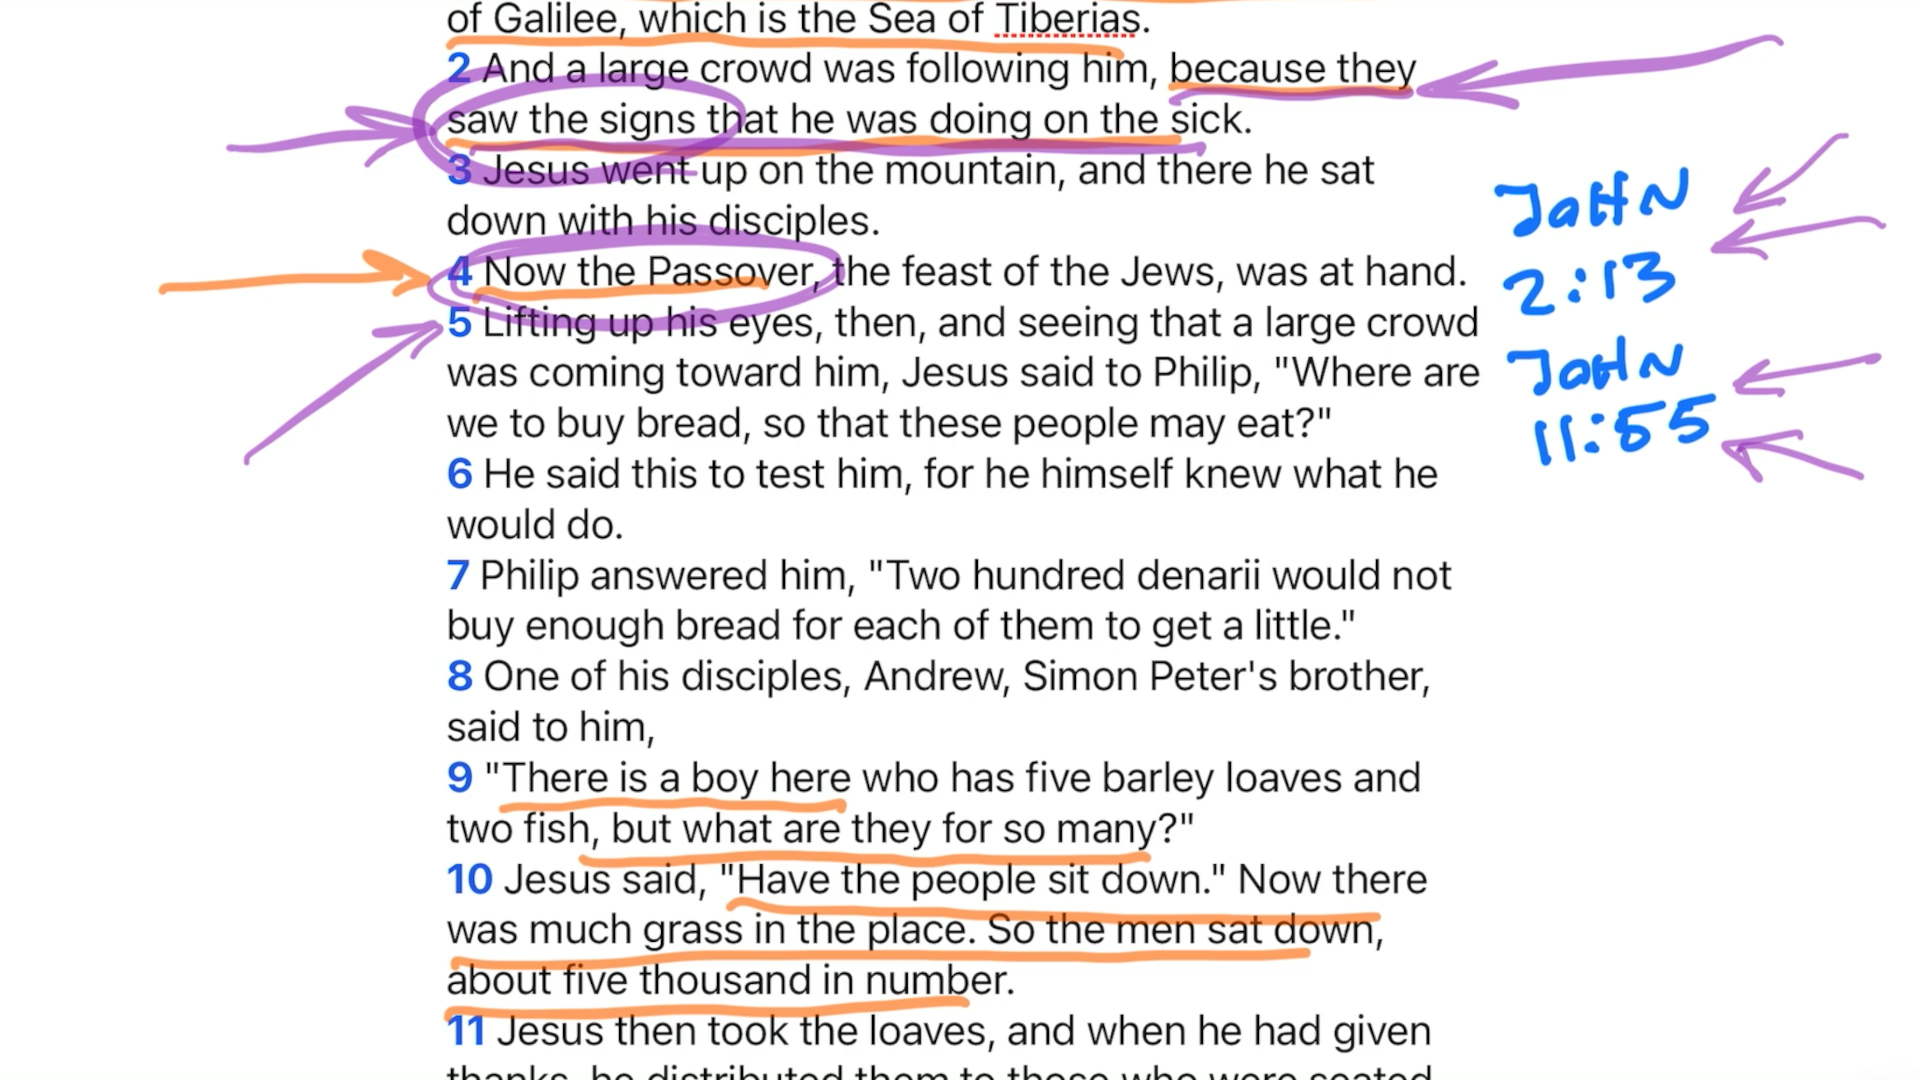 of Galilee, which is the Sea of Tiberias.
2 And a large crowd was following him, because they
saw the signs that he was doing on the sick.
3 Jesus went up on the mountain, and there he sat
down with his disciples.
4 Now the Passover, the feast of the Jews, was at hand.
5 Lifting up his eyes, then, and seeing that a large crowd
was coming toward him, Jesus said to Philip, "Where are
we to buy bread, so that these people may eat?"
6 He said this to test him, for he himself knew what he
would do.
7 Philip answered him, "Two hundred denarii would not
buy enough bread for each of them to get a little."
8 One of his disciples, Andrew, Simon Peter's brother,
said to him,
9 "There is a boy here who has five barley loaves and
two fish, but what are they for so many?"
10 Jesus said, "Have the people sit down." Now there
was much grass in the place. So the men sat down,
about five thousand in number.
11 Jesus then took the loaves, and when he had given
thanks, he distributed them to those who were seated
JOHN
2:13
JOHN
11:55